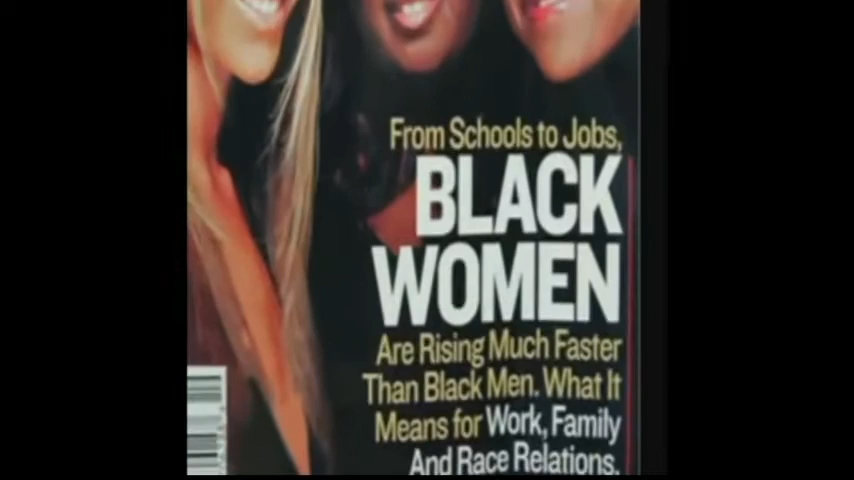 From Schools to Jobs,
BLACK
WOMEN
Are Rising Much Faster
Than Black Men. What It
Means for Work, Family
And Race Relations.